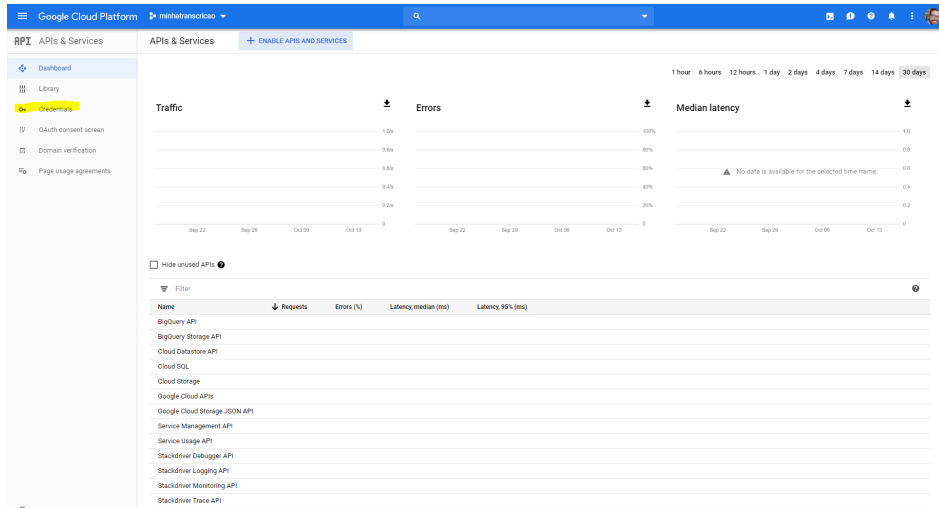 Google Cloud Platform minhatranscricao
API APIs & Services
APIs & Services + ENABLE APIS AND SERVICES
Dashboard
Library
Credentials
OAuth consent screen
Domain verification
Page usage agreements
1 hour 6 hours 12 hours 1 day 2 days 4 days 7 days 14 days 30 days
Traffic
1.0/s
0.8/s
0.6/s
0.4/s
0.2/s
0
Sep 22 Sep 29 Oct 06 Oct 13
Errors
100%
80%
60%
40%
20%
0
Sep 22 Sep 29 Oct 06 Oct 13
Median latency
1.0
0.8
No data is available for the selected time frame. 0.6
0.4
0.2
0
Sep 22 Sep 29 Oct 06 Oct 13
Hide unused APIs
Filter
Name Requests Errors (%) Latency, median (ms) Latency, 95% (ms)
BigQuery API
BigQuery Storage API
Cloud Datastore API
Cloud SQL
Cloud Storage
Google Cloud APIs
Google Cloud Storage JSON API
Service Management API
Service Usage API
Stackdriver Debugger API
Stackdriver Logging API
Stackdriver Monitoring API
Stackdriver Trace API